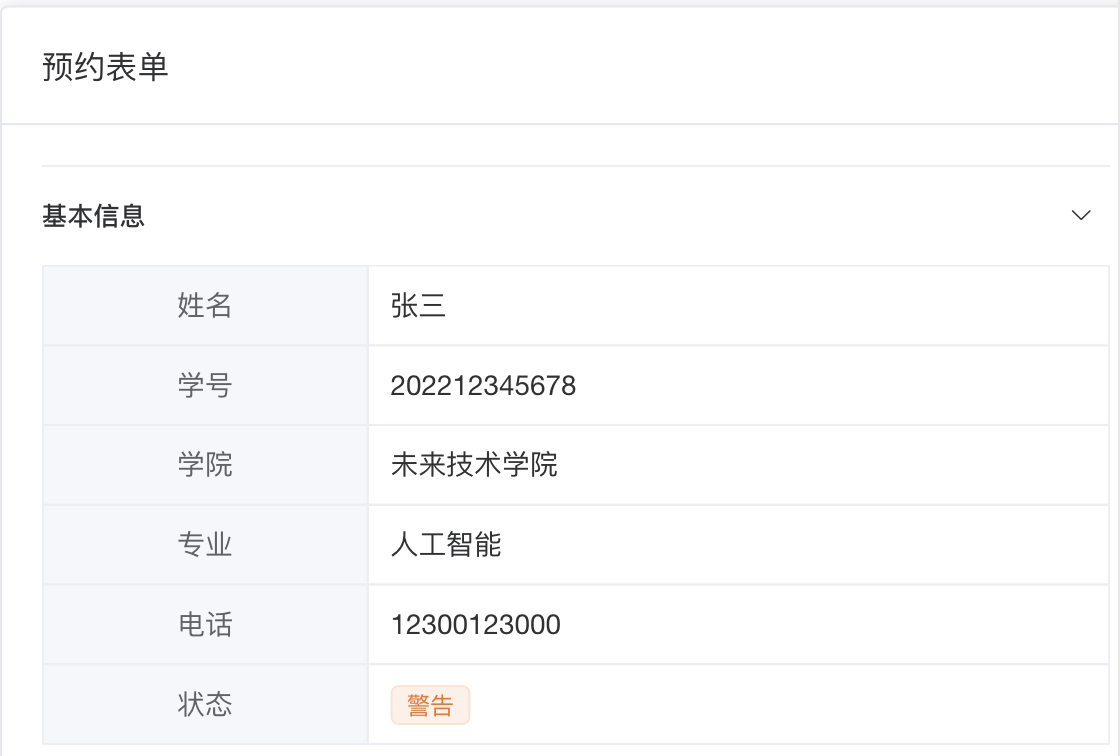 预约表单
基本信息
姓名 张三
学号 202212345678
学院 未来技术学院
专业 人工智能
电话 12300123000
状态 警告